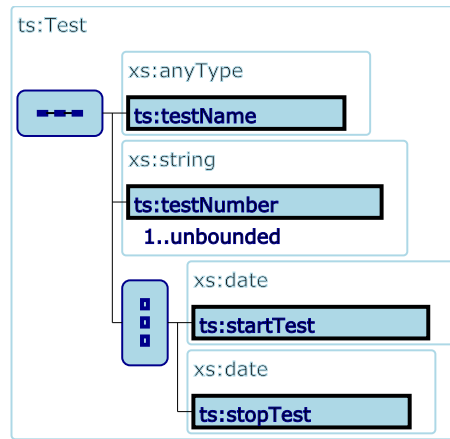 ts:Test
xs:anyType
ts:testName
xs:string
ts:testNumber
1..unbounded
xs:date
ts:startTest
xs:date
ts:stopTest